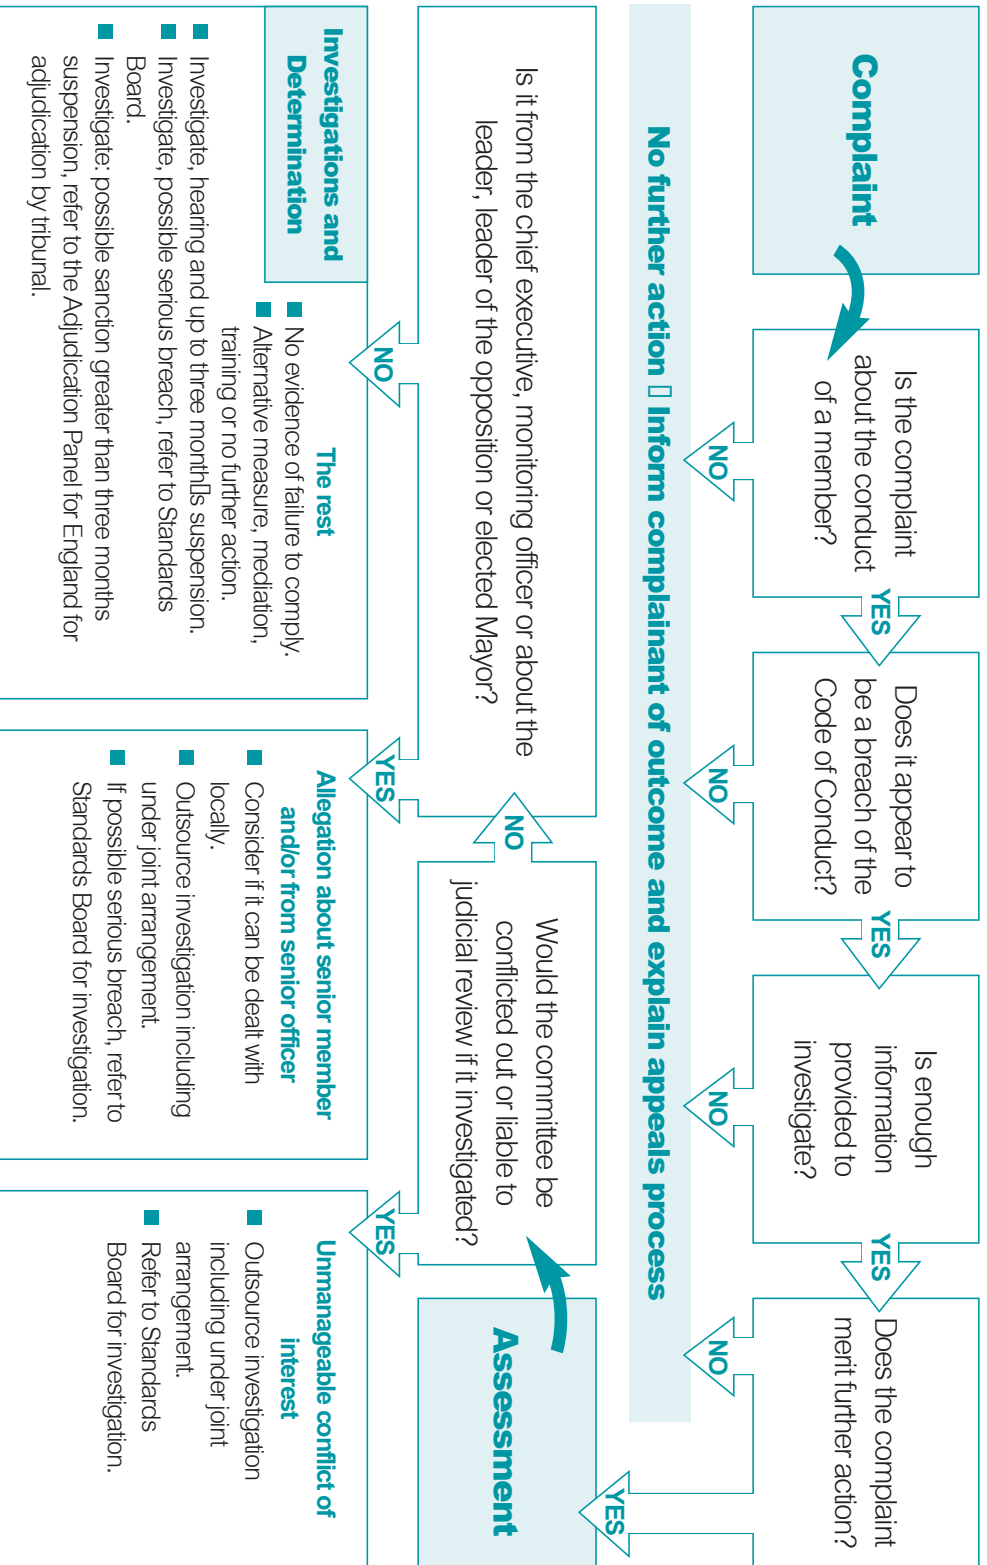 Complaint
Is the complaint
about the conduct
of a member?
YES
Does it appear to
be a breach of the
Code of Conduct?
YES
Is enough
information
provided to
investigate?
YES
Does the complaint
merit further action?
NO
NO
NO
NO
YES
No further action ▯ Inform complainant of outcome and explain appeals process
Assessment
Would the committee be
conflicted out or liable to
judicial review if it investigated?
NO
YES
Is it from the chief executive, monitoring officer or about the
leader, leader of the opposition or elected Mayor?
NO
YES
Investigations and
Determination
The rest
■ No evidence of failure to comply.
■ Alternative measure, mediation,
training or no further action.
■ Investigate, hearing and up to three month▯s suspension.
■ Investigate, possible serious breach, refer to Standards
Board.
■ Investigate: possible sanction greater than three months
suspension, refer to the Adjudication Panel for England for
adjudication by tribunal.
Allegation about senior member
and/or from senior officer
■ Consider if it can be dealt with
locally.
■ Outsource investigation including
under joint arrangement.
■ If possible serious breach, refer to
Standards Board for investigation.
Unmanageable conflict of
interest
■ Outsource investigation
including under joint
arrangement.
■ Refer to Standards
Board for investigation.